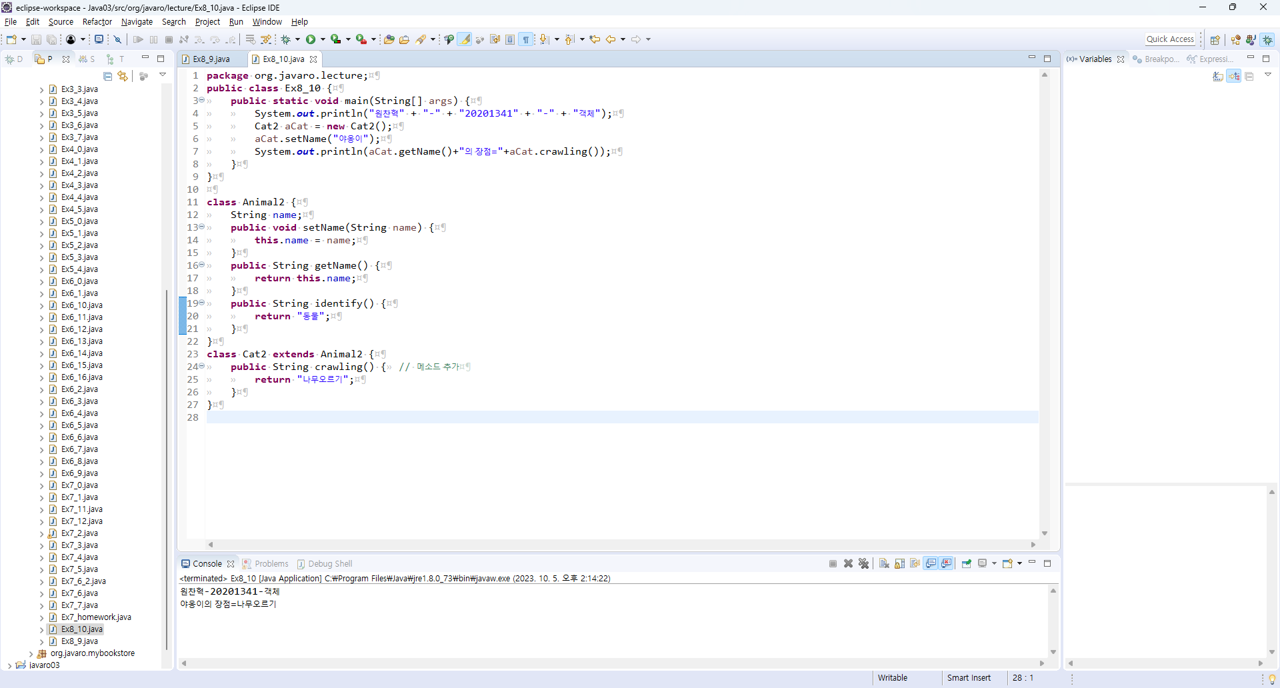 eclipse-workspace - Java03/src/org/javaro/lecture/Ex8_10.java - Eclipse IDE
File Edit Source Refactor Navigate Search Project Run Window Help
Quick Access
D P S T
Ex8_9.java Ex8_10.java
Variables Breakpo... Expressi...
Ex3_3.java
Ex3_4.java
Ex3_5.java
Ex3_6.java
Ex3_7.java
Ex4_0.java
Ex4_1.java
Ex4_2.java
Ex4_3.java
Ex4_4.java
Ex4_5.java
Ex5_0.java
Ex5_1.java
Ex5_2.java
Ex5_3.java
Ex5_4.java
Ex6_0.java
Ex6_1.java
Ex6_10.java
Ex6_11.java
Ex6_12.java
Ex6_13.java
Ex6_14.java
Ex6_15.java
Ex6_16.java
Ex6_2.java
Ex6_3.java
Ex6_4.java
Ex6_5.java
Ex6_6.java
Ex6_7.java
Ex6_8.java
Ex6_9.java
Ex7_0.java
Ex7_1.java
Ex7_11.java
Ex7_12.java
Ex7_2.java
Ex7_3.java
Ex7_4.java
Ex7_5.java
Ex7_6_2.java
Ex7_6.java
Ex7_7.java
Ex7_homework.java
Ex8_10.java
Ex8_9.java
org.javaro.mybookstore
javaro03
1 package org.javaro.lecture;
2 public class Ex8_10 {
3 public static void main(String[] args) {
4 System.out.println("원찬혁" + "-" + "20201341" + "-" + "객체");
5 Cat2 aCat = new Cat2();
6 aCat.setName("야옹이");
7 System.out.println(aCat.getName()+"의 장점="+aCat.crawling());
8 }
9 }
10
11 class Animal2 {
12 String name;
13 public void setName(String name) {
14 this.name = name;
15 }
16 public String getName() {
17 return this.name;
18 }
19 public String identify() {
20 return "동물";
21 }
22 }
23 class Cat2 extends Animal2 {
24 public String crawling() { // 메소드 추가
25 return "나무오르기";
26 }
27 }
28
Console Problems Debug Shell
<terminated> Ex8_10 [Java Application] C:₩Program Files₩Java₩jre1.8.0_73₩bin₩javaw.exe (2023. 10. 5. 오후 2:14:22)
원찬혁-20201341-객체
야옹이의 장점=나무오르기
Writable Smart Insert 28 : 1